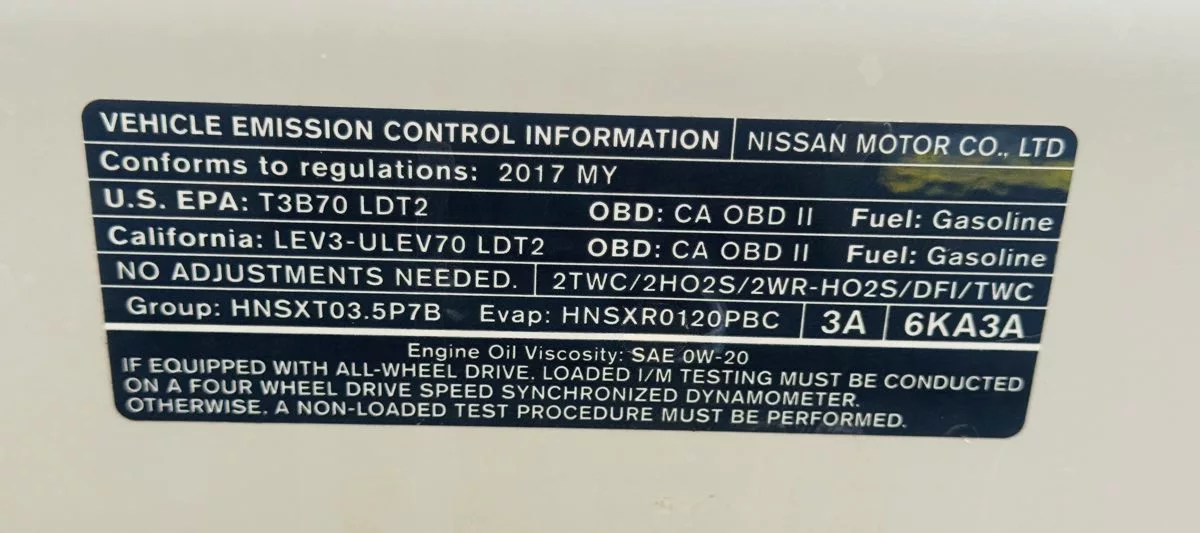 VEHICLE EMISSION CONTROL INFORMATION NISSAN MOTOR CO., LTD
Conforms to regulations: 2017 MY
U.S. EPA: T3B70 LDT2 OBD: CA OBD II Fuel: Gasoline
California: LEV3-ULEV70 LDT2 OBD: CA OBD II Fuel: Gasoline
NO ADJUSTMENTS NEEDED. 2TWC/2HO2S/2WR-HO2S/DFI/TWC
Group: HNSXT03.5P7B Evap: HNSXR0120PBC 3A 6KA3A
Engine Oil Viscosity: SAE 0W-20
IF EQUIPPED WITH ALL-WHEEL DRIVE. LOADED I/M TESTING MUST BE CONDUCTED
ON A FOUR WHEEL DRIVE SPEED SYNCHRONIZED DYNAMOMETER.
OTHERWISE. A NON-LOADED TEST PROCEDURE MUST BE PERFORMED.